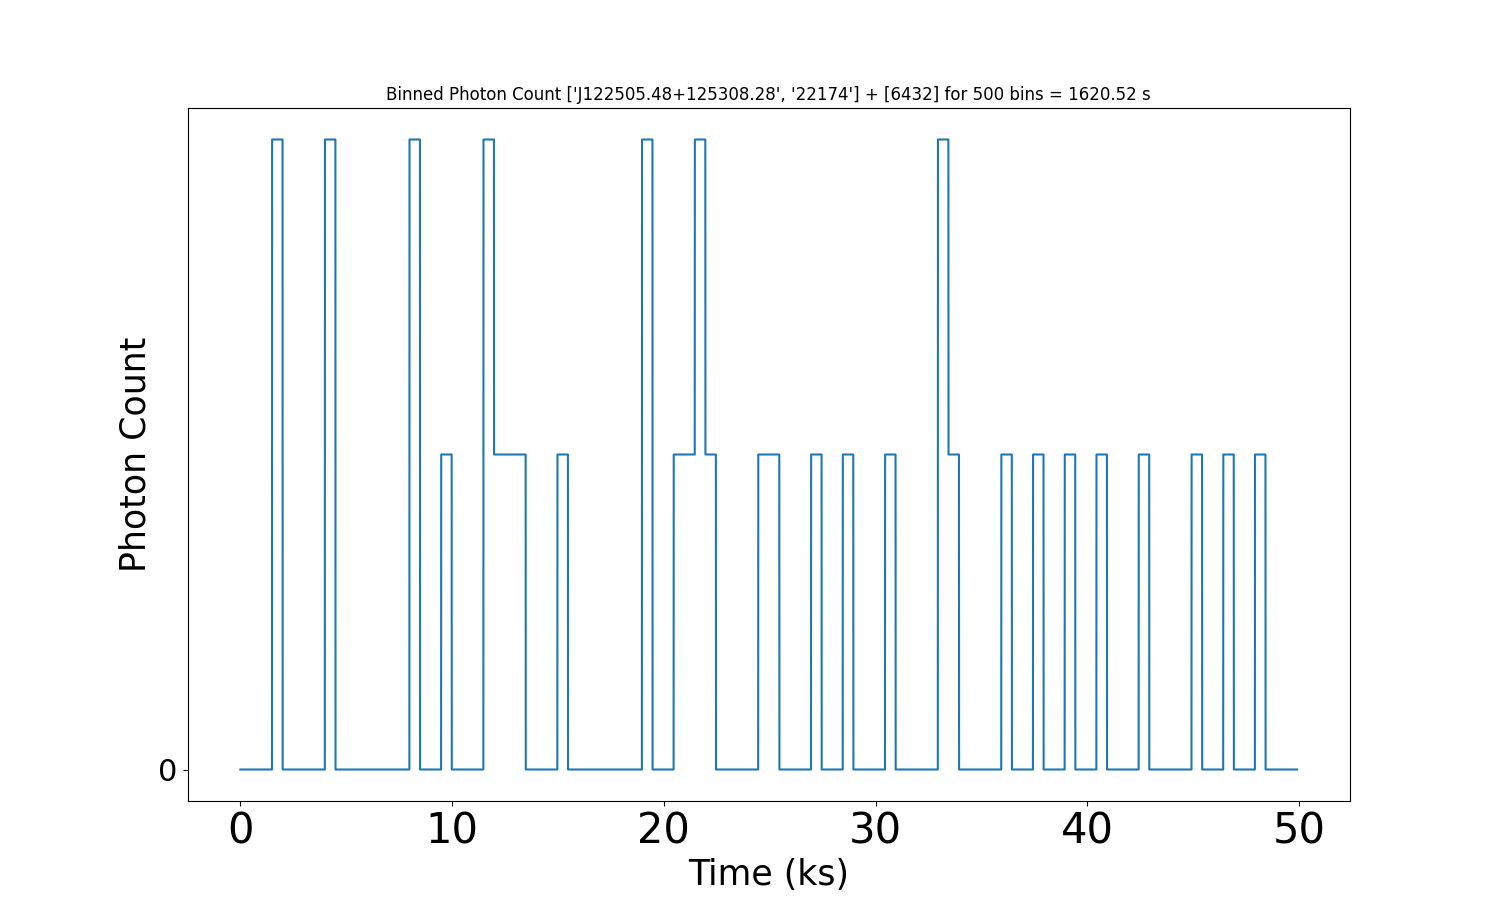 Binned Photon Count ['J122505.48+125308.28', '22174'] + [6432] for 500 bins = 1620.52 s
Photon Count
0
0 10 20 30 40 50
Time (ks)